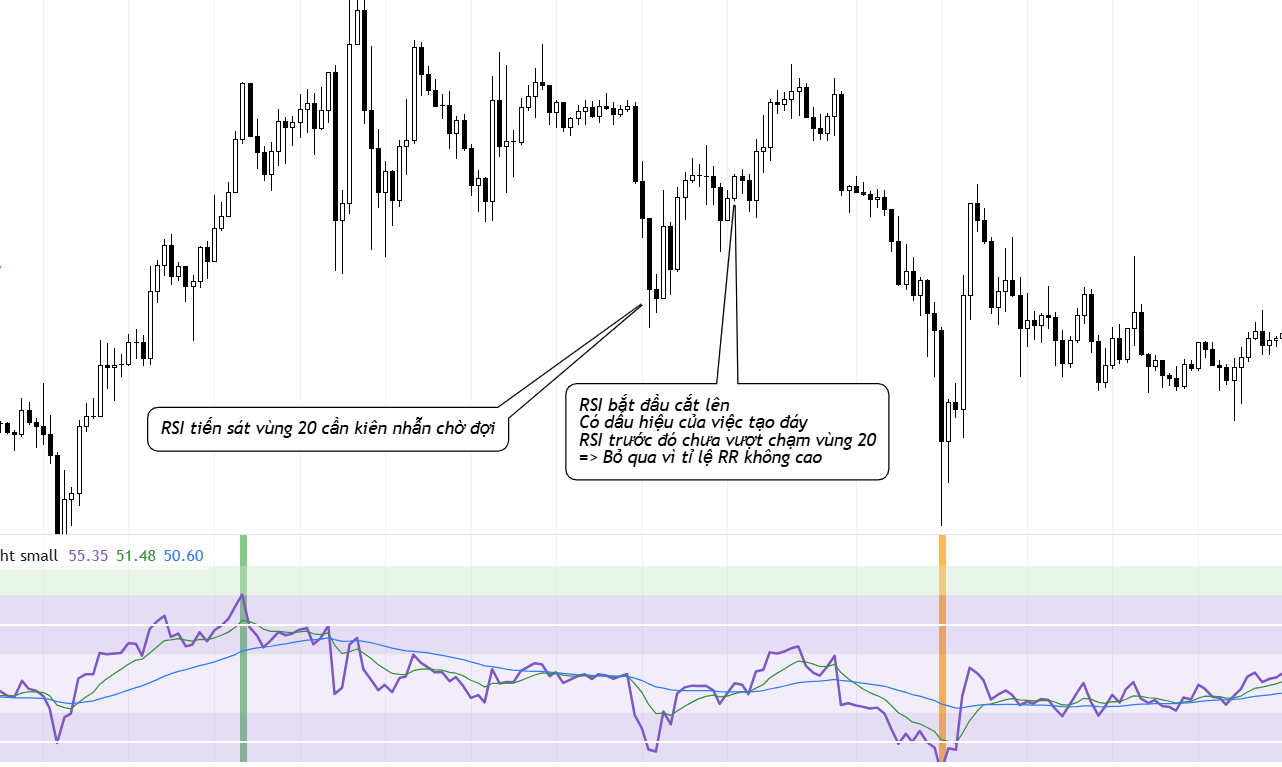 RSI tiến sát vùng 20 cần kiên nhẫn chờ đợi
RSI bắt đầu cắt lên
Có dấu hiệu của việc tạo đáy
RSI trước đó chưa vượt chạm vùng 20
=> Bỏ qua vì tỉ lệ RR không cao
ht small 55.35 51.48 50.60